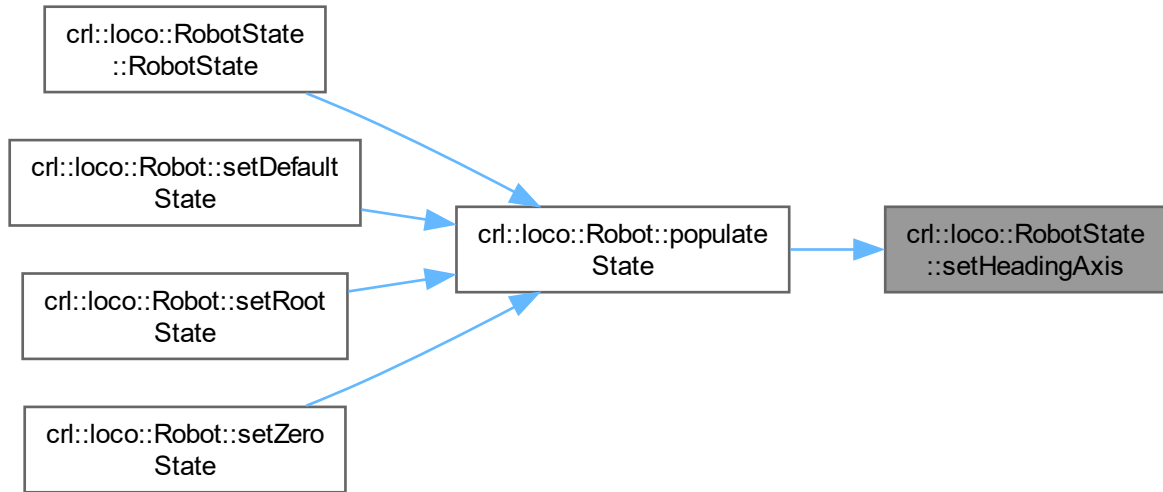 crl::loco::RobotState
::RobotState
crl::loco::Robot::setDefault
State
crl::loco::Robot::setRoot
State
crl::loco::Robot::setZero
State
crl::loco::Robot::populate
State
crl::loco::RobotState
::setHeadingAxis